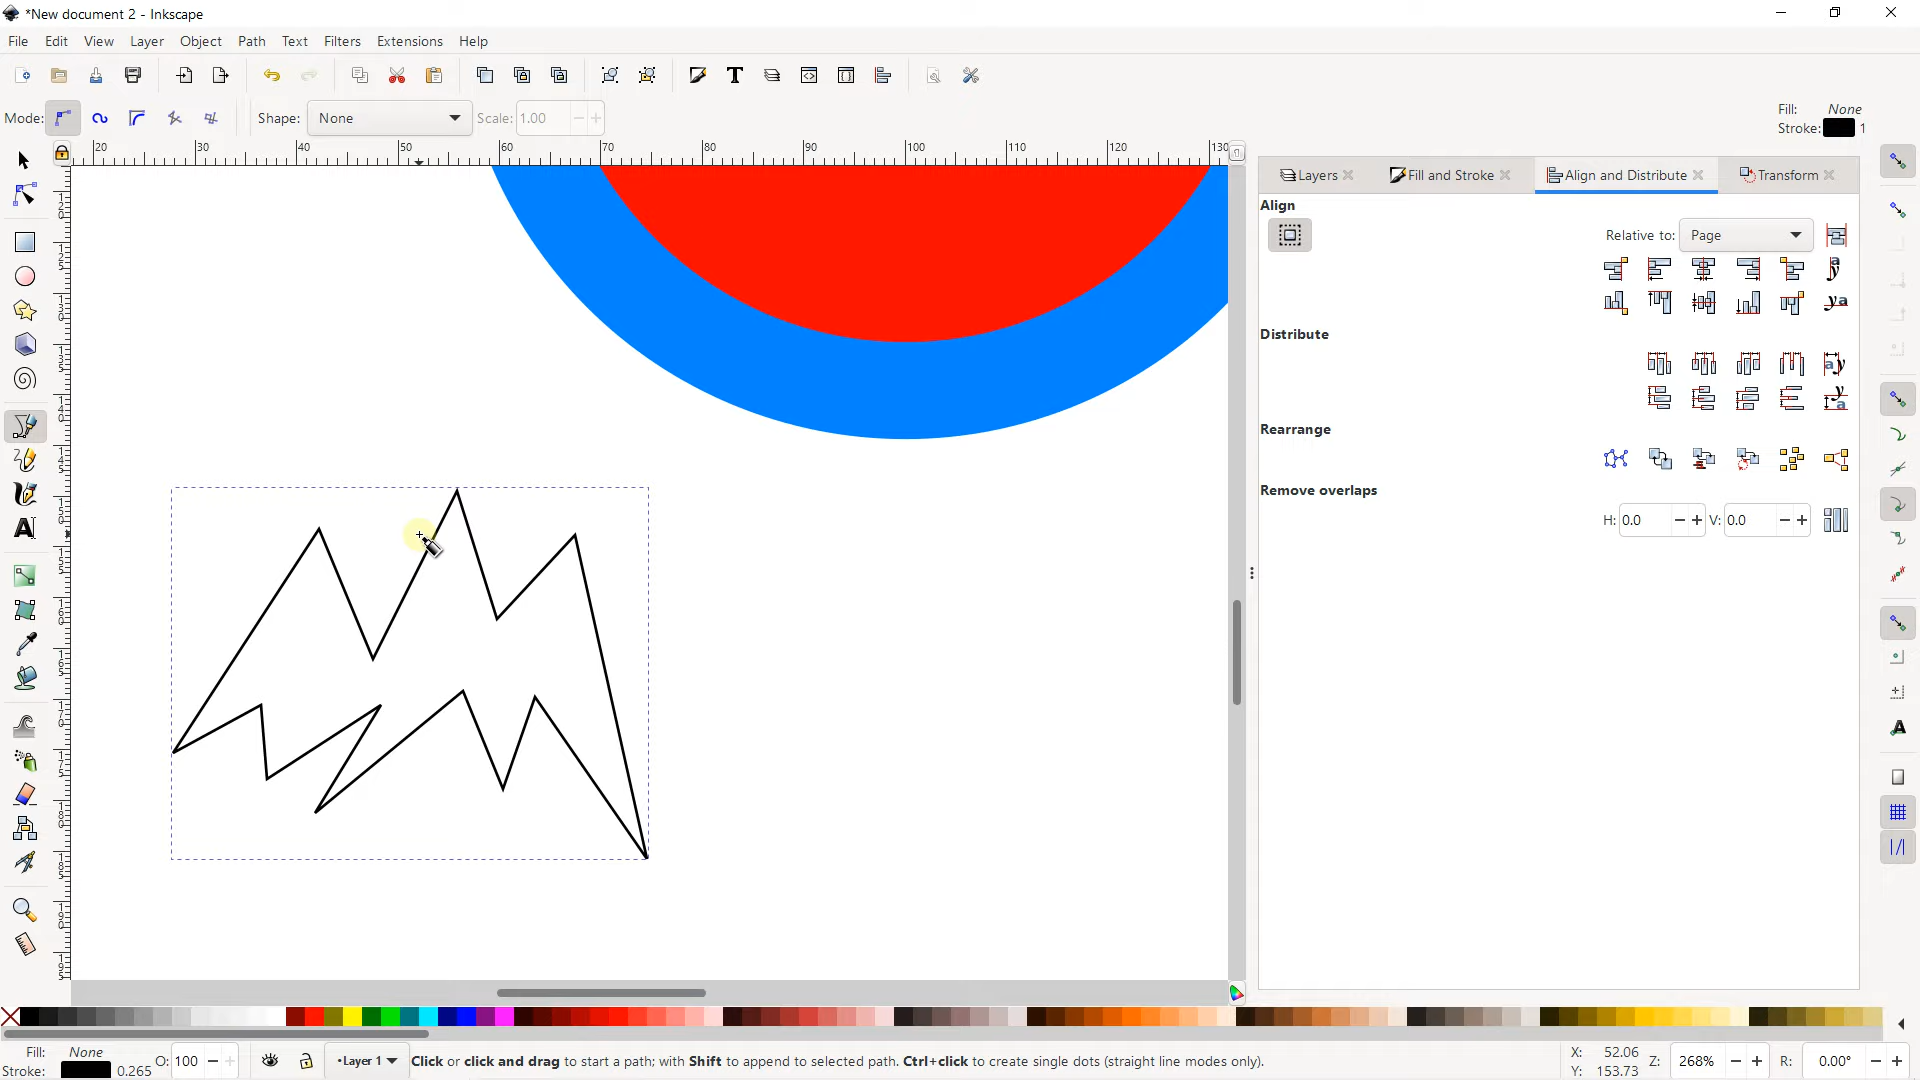 *New document 2 - Inkscape
File Edit View Layer Object Path Text Filters Extensions Help
Mode: Shape: None Scale: 1.00
Fill: None
Stroke: 1
20 30 40 50 60 70 80 90 100 110 120 130
Layers Fill and Stroke Align and Distribute Transform
Align
Relative to: Page
Distribute
Rearrange
Remove overlaps
H: 0.0 V: 0.0
Fill: None
Stroke: 0.265
O: 100
•Layer 1
Click or click and drag to start a path; with Shift to append to selected path. Ctrl+click to create single dots (straight line modes only).
X: 52.06
Y: 153.73
Z: 268%
R: 0.00°